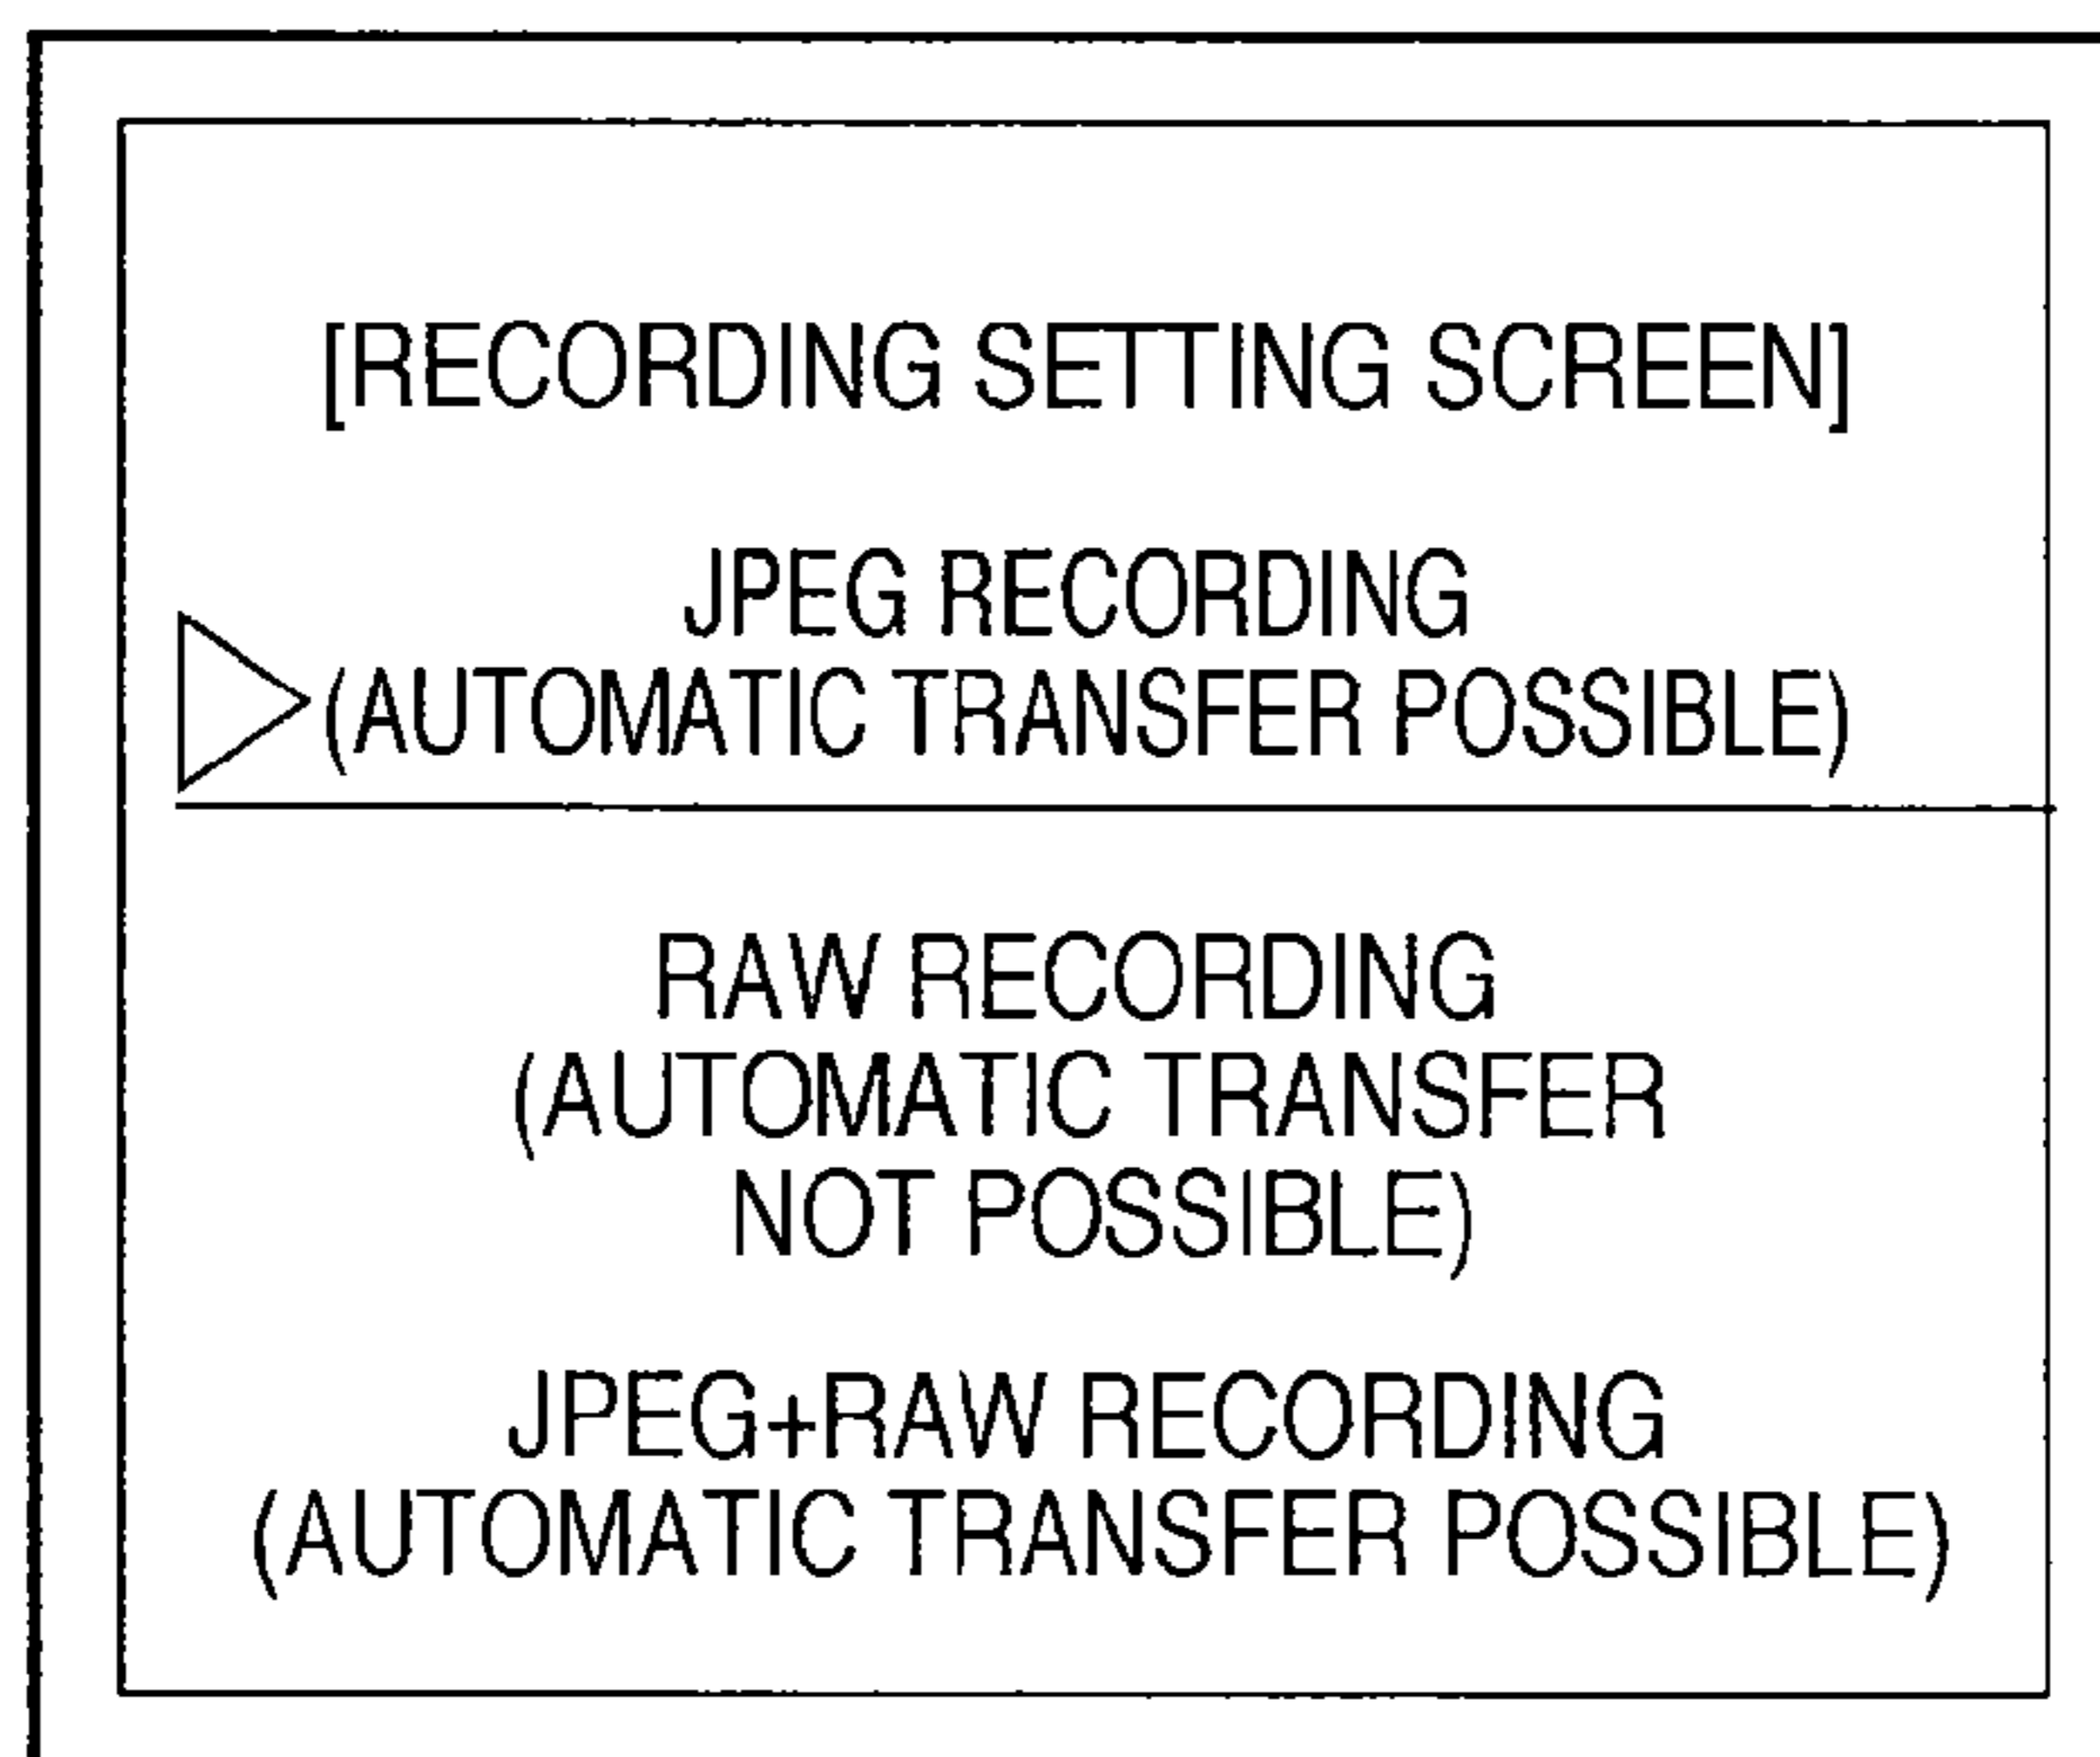 [RECORDING SETTING SCREEN]
JPEG RECORDING
(AUTOMATIC TRANSFER POSSIBLE)
RAW RECORDING
(AUTOMATIC TRANSFER
NOT POSSIBLE)
JPEG+RAW RECORDING
(AUTOMATIC TRANSFER POSSIBLE)